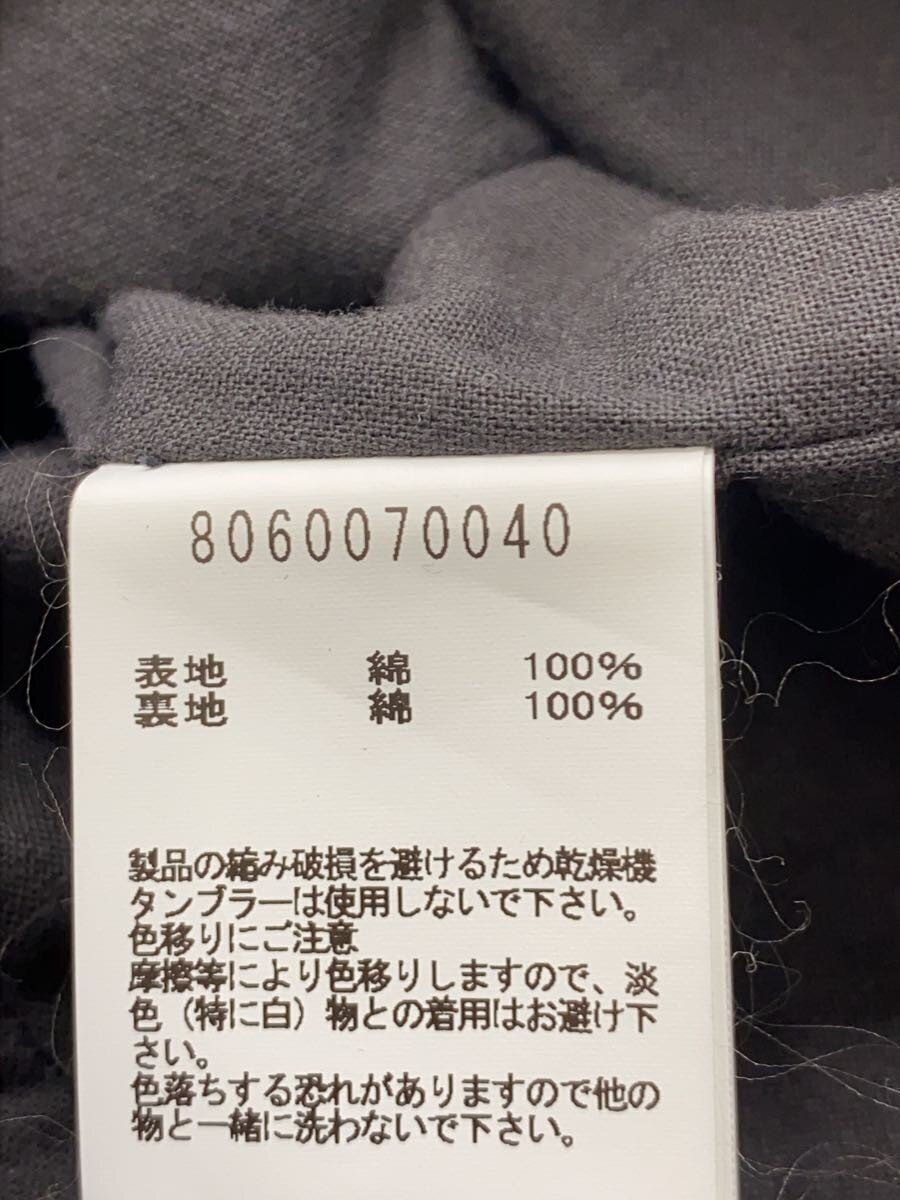 8060070040
表地 綿 100%
裏地 綿 100%
製品の縮み破損を避けるため乾燥機
タンブラーは使用しないで下さい。
色移りにご注意
摩擦等により色移りしますので、淡
色（特に白）物との着用はお避け下
さい。
色落ちする恐れがありますので他の
物と一緒に洗わないで下さい。